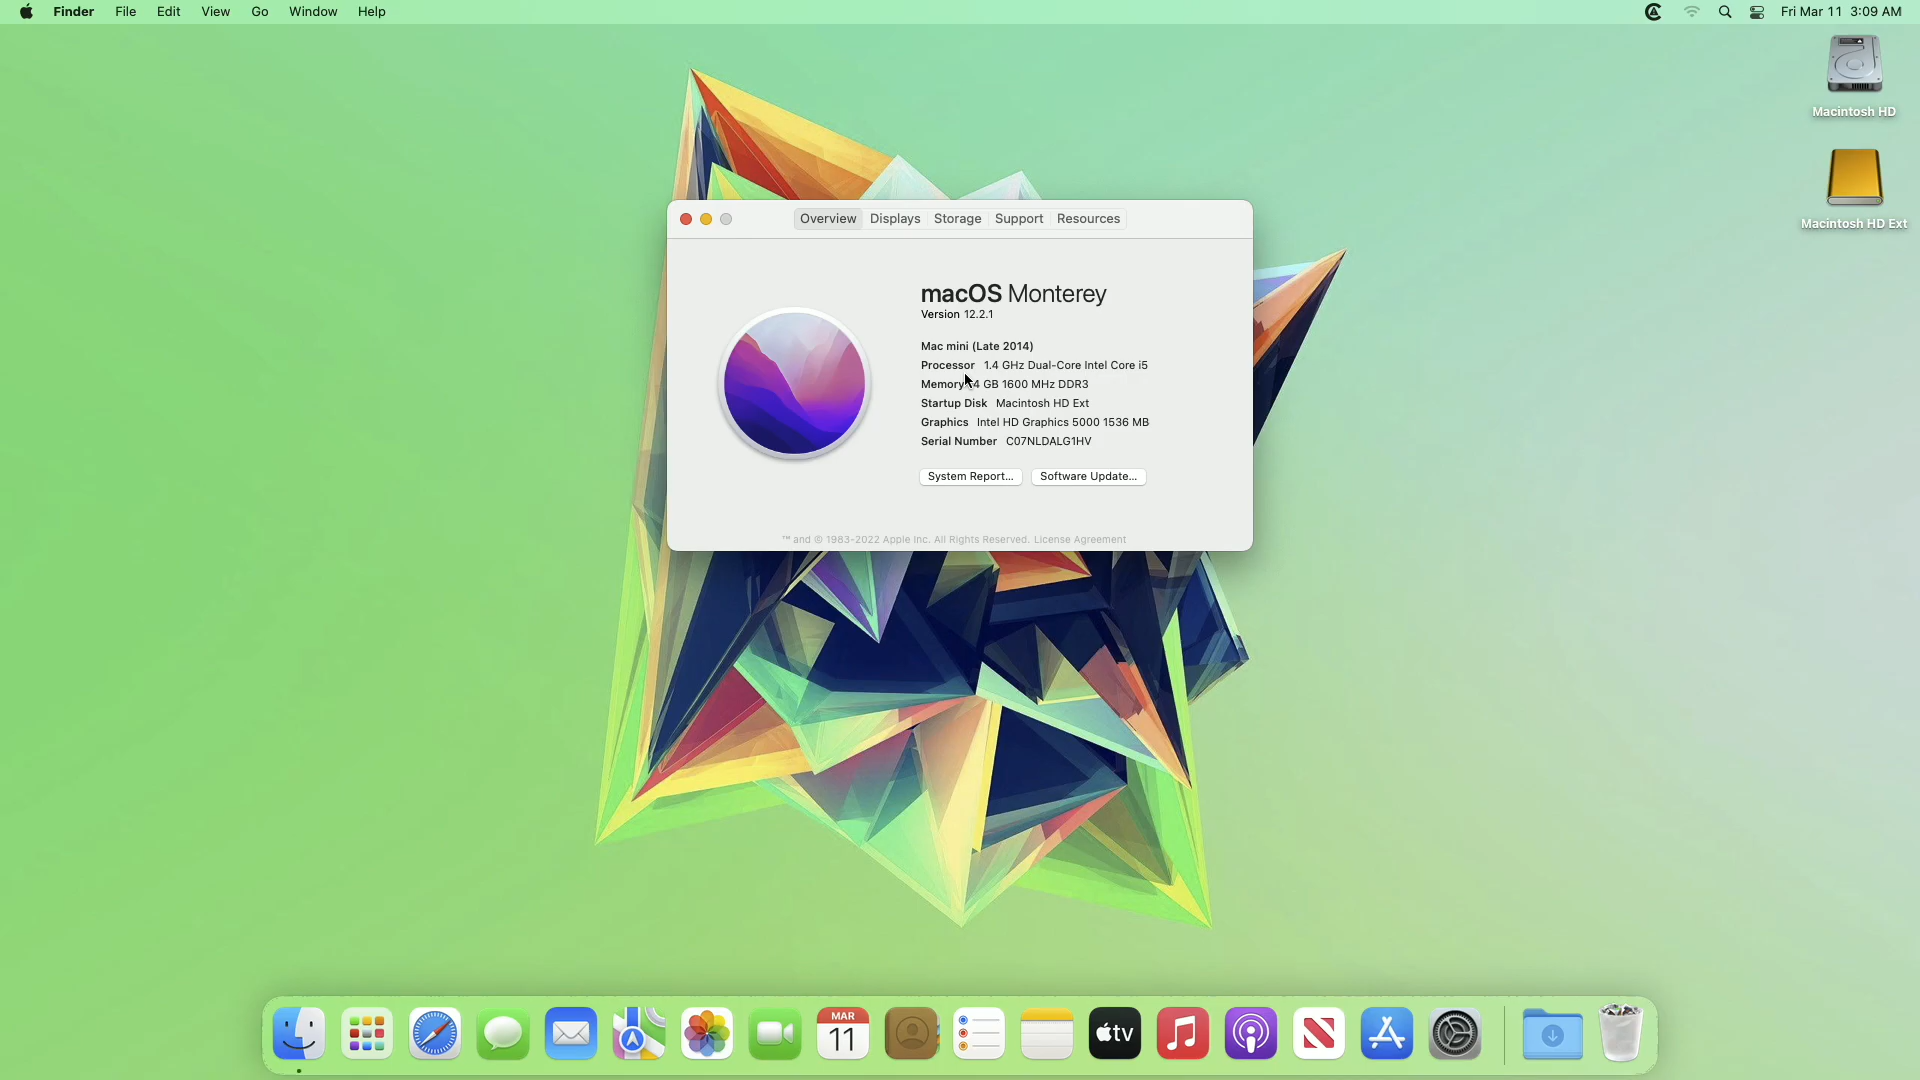 Finder File Edit View Go Window Help Fri Mar 11 3:09 AM
Macintosh HD
Macintosh HD Ext
Overview Displays Storage Support Resources
macOS Monterey
Version 12.2.1
Mac mini (Late 2014)
Processor 1.4 GHz Dual-Core Intel Core i5
Memory 4 GB 1600 MHz DDR3
Startup Disk Macintosh HD Ext
Graphics Intel HD Graphics 5000 1536 MB
Serial Number C07NLDALG1HV
System Report... Software Update...
™ and © 1983-2022 Apple Inc. All Rights Reserved. License Agreement
MAR
11
tv